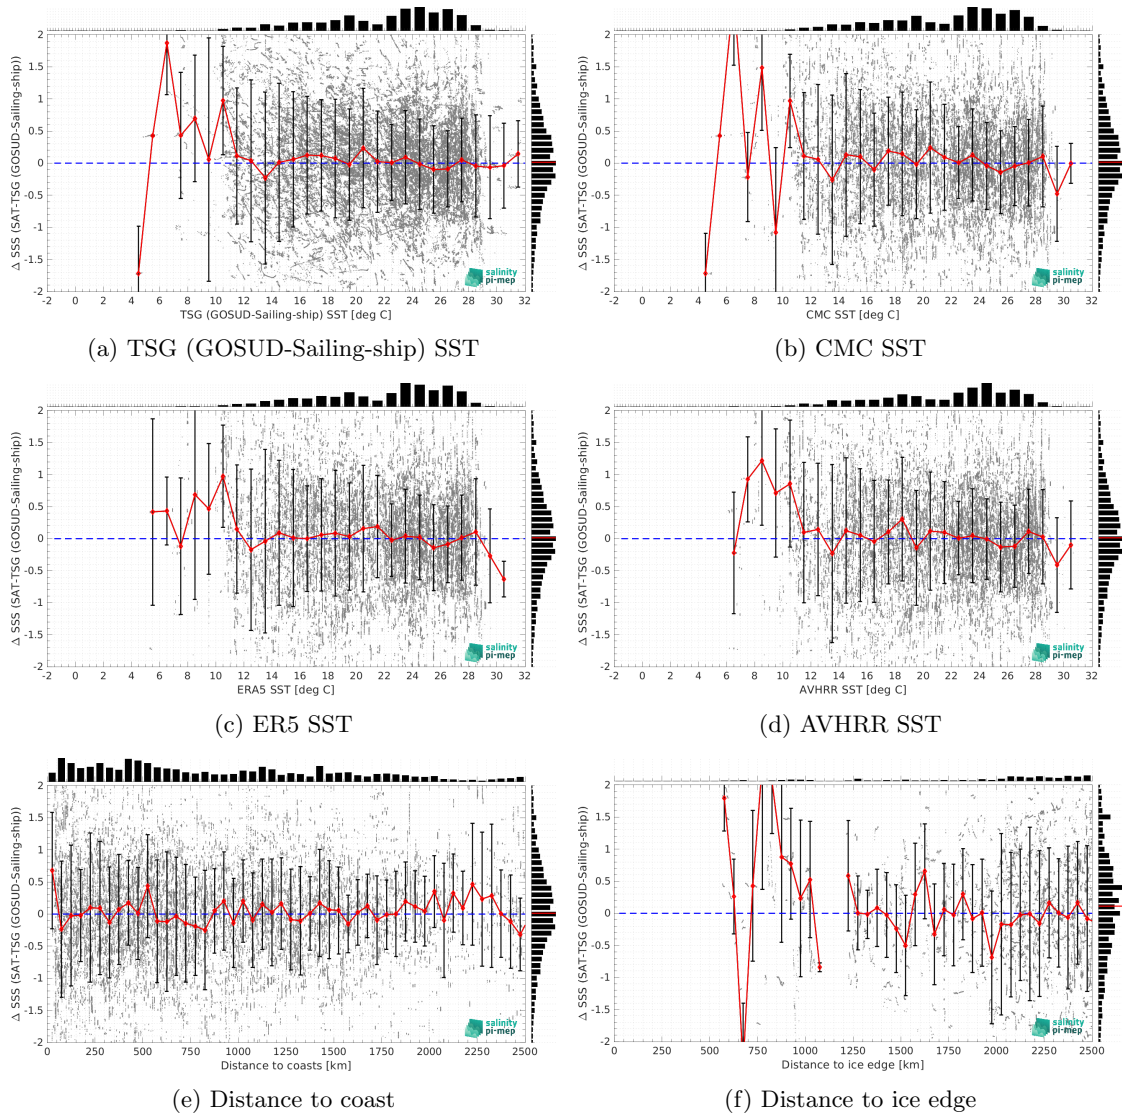 2
1.5
1
0.5
0
-0.5
-1
-1.5
-2
Δ SSS (SAT-TSG (GOSUD-Sailing-ship))
salinity
pi-mep
-2 0 2 4 6 8 10 12 14 16 18 20 22 24 26 28 30 32
TSG (GOSUD-Sailing-ship) SST [deg C]
(a) TSG (GOSUD-Sailing-ship) SST
2
1.5
1
0.5
0
-0.5
-1
-1.5
-2
Δ SSS (SAT-TSG (GOSUD-Sailing-ship))
salinity
pi-mep
-2 0 2 4 6 8 10 12 14 16 18 20 22 24 26 28 30 32
CMC SST [deg C]
(b) CMC SST
2
1.5
1
0.5
0
-0.5
-1
-1.5
-2
Δ SSS (SAT-TSG (GOSUD-Sailing-ship))
salinity
pi-mep
-2 0 2 4 6 8 10 12 14 16 18 20 22 24 26 28 30 32
ERA5 SST [deg C]
(c) ER5 SST
2
1.5
1
0.5
0
-0.5
-1
-1.5
-2
Δ SSS (SAT-TSG (GOSUD-Sailing-ship))
salinity
pi-mep
-2 0 2 4 6 8 10 12 14 16 18 20 22 24 26 28 30 32
AVHRR SST [deg C]
(d) AVHRR SST
2
1.5
1
0.5
0
-0.5
-1
-1.5
-2
Δ SSS (SAT-TSG (GOSUD-Sailing-ship))
salinity
pi-mep
0 250 500 750 1000 1250 1500 1750 2000 2250 2500
Distance to coasts [km]
(e) Distance to coast
2
1.5
1
0.5
0
-0.5
-1
-1.5
-2
Δ SSS (SAT-TSG (GOSUD-Sailing-ship))
salinity
pi-mep
0 250 500 750 1000 1250 1500 1750 2000 2250 2500
Distance to ice edge [km]
(f) Distance to ice edge